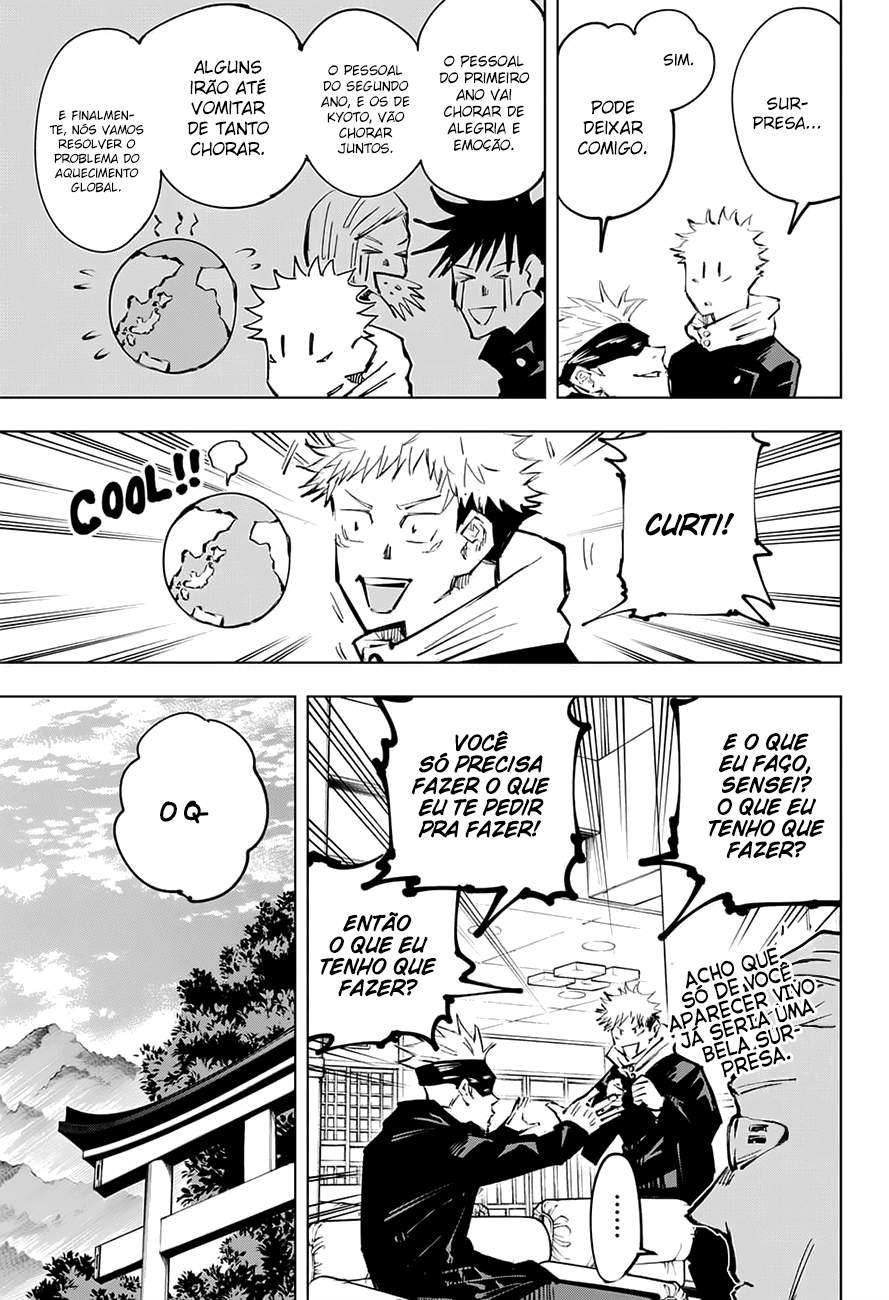 SUR-
PRESA...
SIM.
PODE
DEIXAR
COMIGO.
O PESSOAL
DO PRIMEIRO
ANO VAI
CHORAR DE
ALEGRIA E
EMOÇÃO.
O PESSOAL
DO SEGUNDO
ANO, E OS DE
KYOTO, VÃO
CHORAR
JUNTOS.
ALGUNS
IRÃO ATÉ
VOMITAR
DE TANTO
CHORAR.
E FINALMEN-
TE, NÓS VAMOS
RESOLVER O
PROBLEMA DO
AQUECIMENTO
GLOBAL.
CURTI!
COOL!!
E O QUE
EU FAÇO,
SENSEI?
O QUE EU
TENHO QUE
FAZER?
VOCÊ
SÓ PRECISA
FAZER O QUE
EU TE PEDIR
PRA FAZER!
ENTÃO
O QUE EU
TENHO QUE
FAZER?
ACHO QUE
SÓ DE VOCÊ
APARECER VIVO
JÁ SERIA UMA
BELA SUR-
PRESA.
......
O Q-